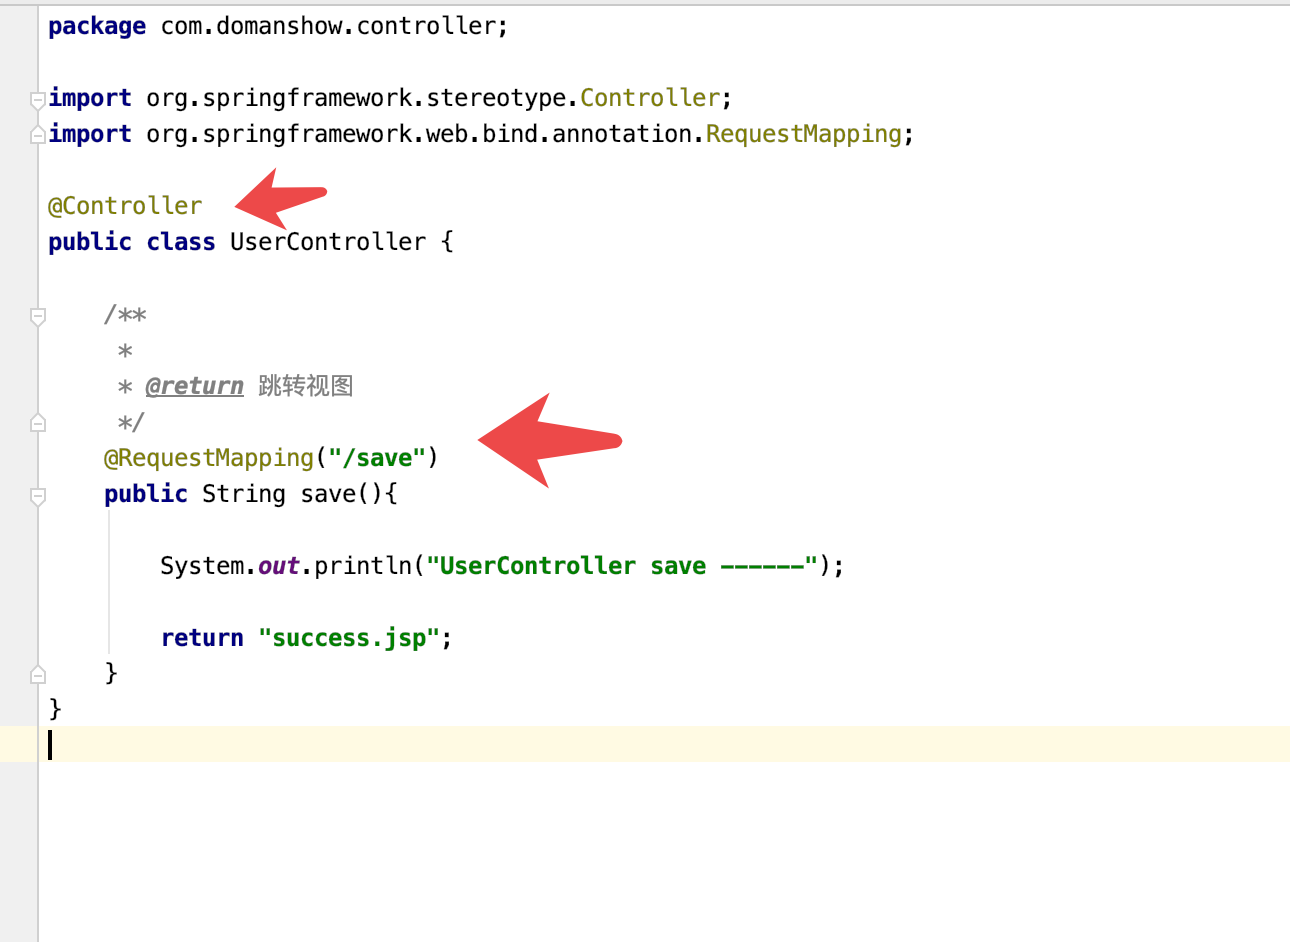 package com.domanshow.controller;
import org.springframework.stereotype.Controller;
import org.springframework.web.bind.annotation.RequestMapping;
@Controller
public class UserController {
/**
*
* @return 跳转视图
*/
@RequestMapping("/save")
public String save(){
System.out.println("UserController save ------");
return "success.jsp";
}
}